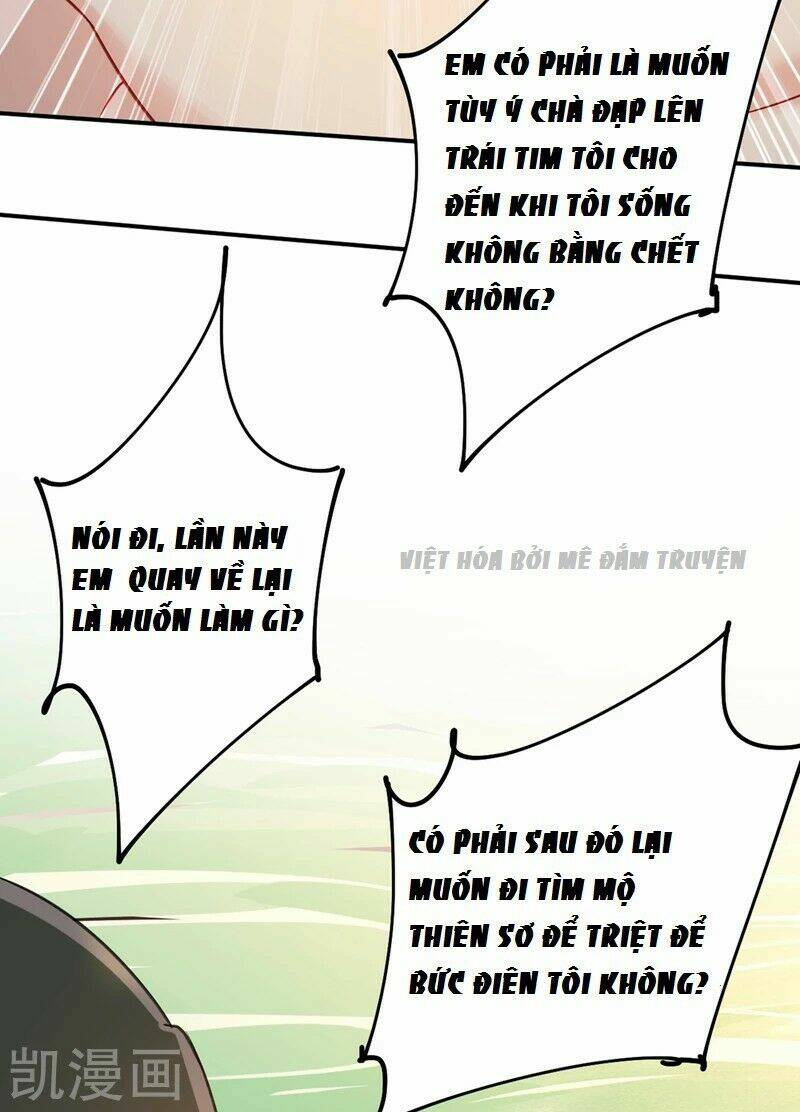 EM CÓ PHẢI LÀ MUỐN
TÙY Ý CHÀ ĐẠP LÊN
TRÁI TIM TÔI CHO
ĐẾN KHI TÔI SỐNG
KHÔNG BẰNG CHẾT
KHÔNG?
NÓI ĐI, LẦN NÀY
EM QUAY VỀ LẠI
LÀ MUỐN LÀM GÌ?
VIỆT HÓA BỞI MÊ ĐẮM TRUYỆN
CÓ PHẢI SAU ĐÓ LẠI
MUỐN ĐI TÌM MỘ
THIÊN SƠ ĐỂ TRIỆT ĐỂ
BỨC ĐIÊN TÔI KHÔNG?
凯漫画